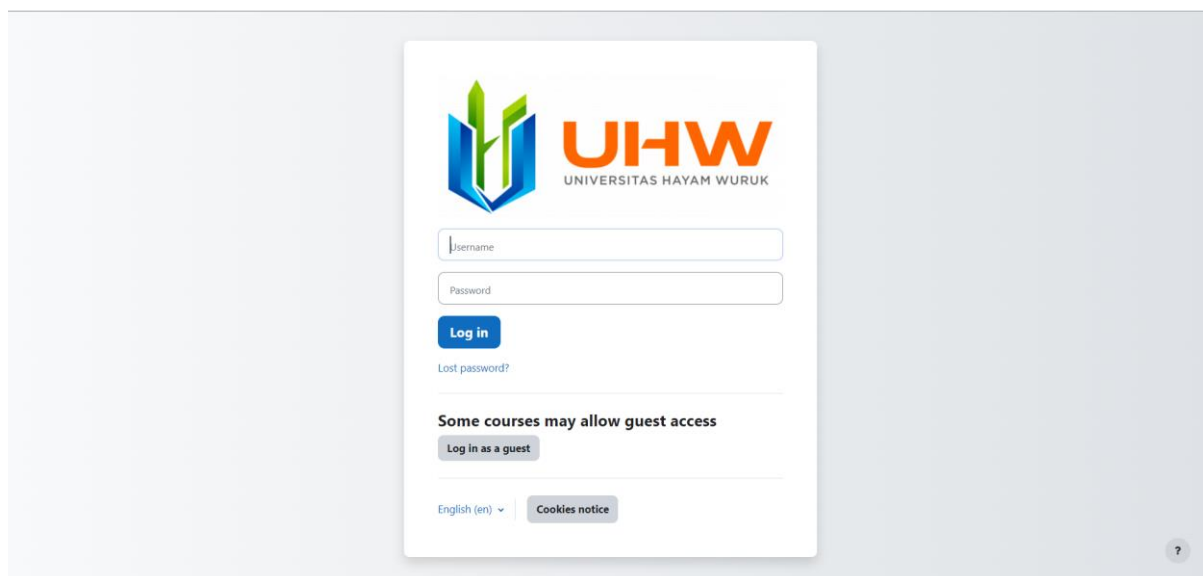 UHW
UNIVERSITAS HAYAM WURUK
Username
Password
Log in
Lost password?
Some courses may allow guest access
Log in as a guest
English (en)
Cookies notice
?